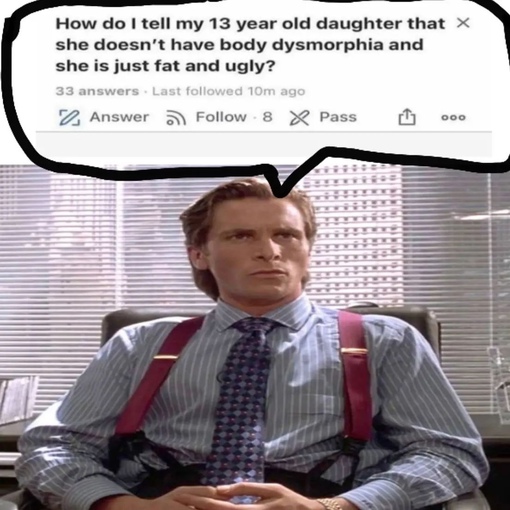 How do I tell my 13 year old daughter that
she doesn't have body dysmorphia and
she is just fat and ugly?
33 answers · Last followed 10m ago
Answer Follow · 8 Pass